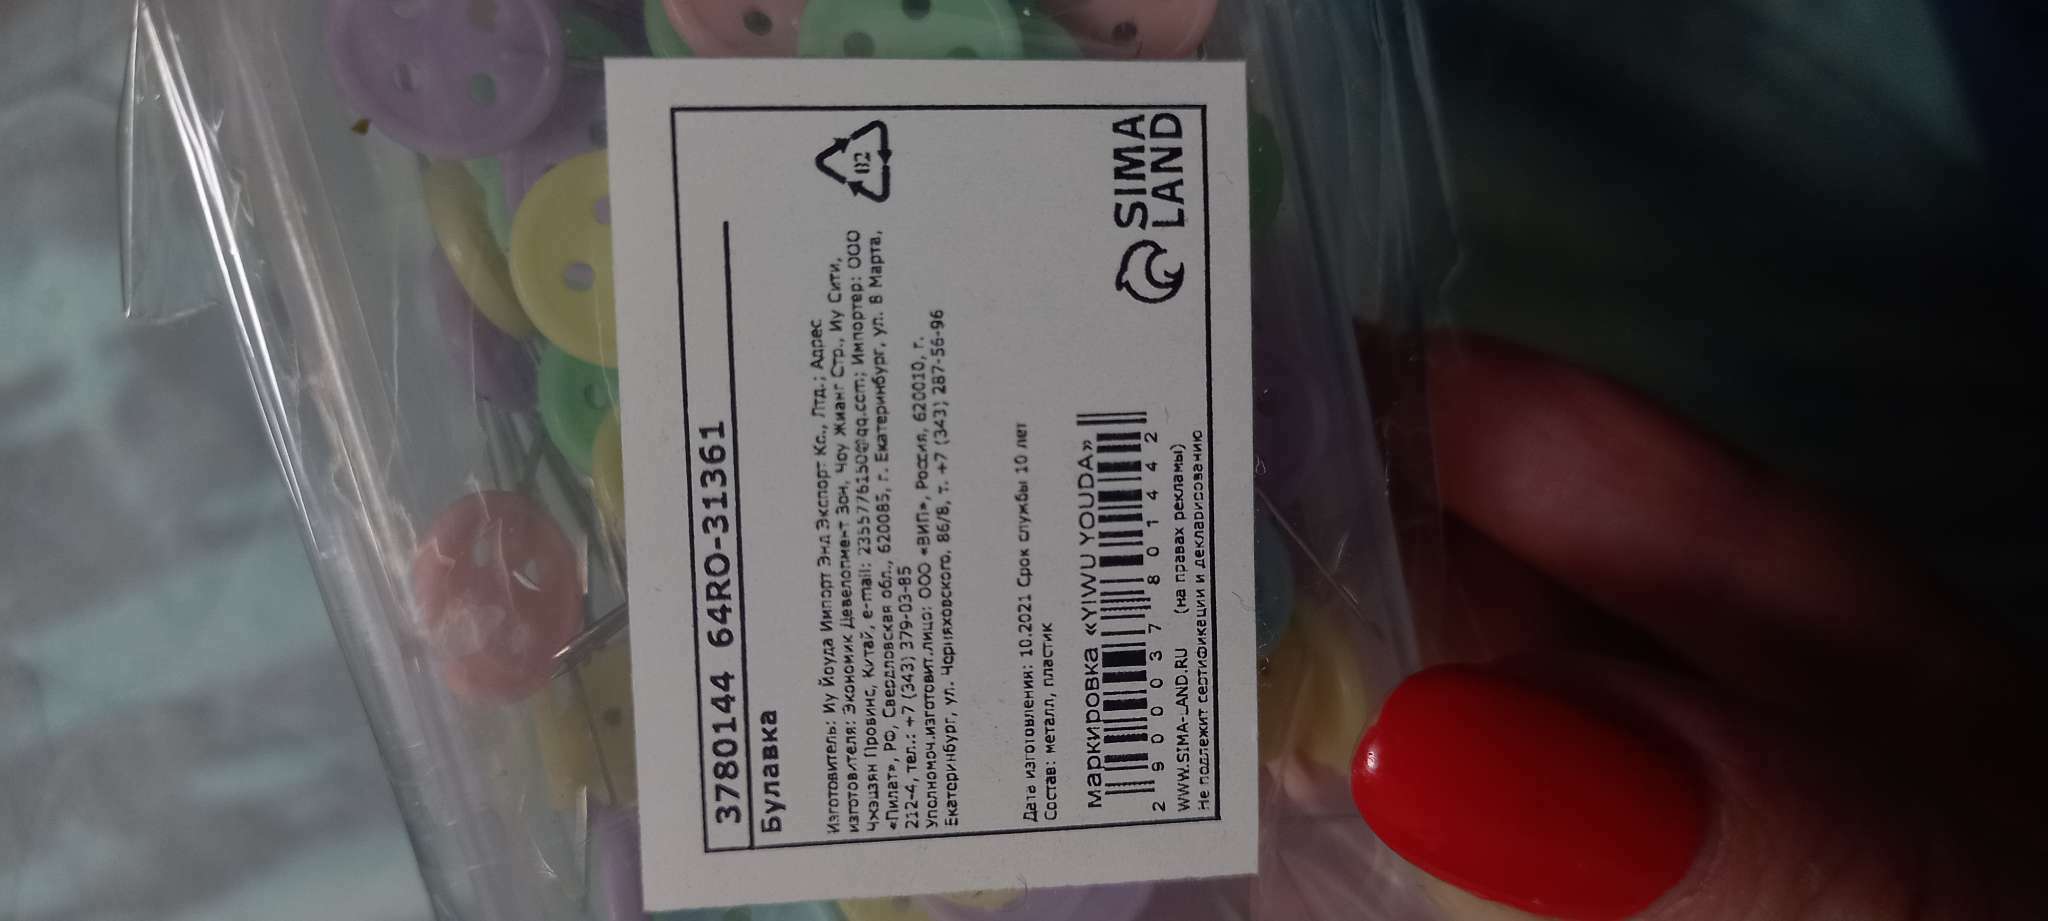 3780144 64RO-31361
Булавка
Изготовитель: Иу Йоуда Импорт Энд Экспорт Ко., Лтд.; Адрес
изготовителя: Экономик Девелопмент Зон, Чоу Жианг Стр., Иу Сити,
Чжэцзян Провинс, Китай, e-mail: 2355776150@qq.com; Импортер: ООО
«Пилат», РФ, Свердловская обл., 620085, г. Екатеринбург, ул. 8 Марта,
212-4, тел.: +7 (343) 379-03-85
Уполномоч.изготовит.лицо: ООО «ВИП», Россия, 620010, г.
Екатеринбург, ул. Черняховского, 86/8, т. +7 (343) 287-56-96
02
Дата изготовления: 10.2021 Срок службы 10 лет
Состав: металл, пластик
маркировка «YIWU YOUDA»
2 900037 801442
WWW.SIMA-LAND.RU (на правах рекламы)
Не подлежит сертификации и декларированию
SIMA
LAND